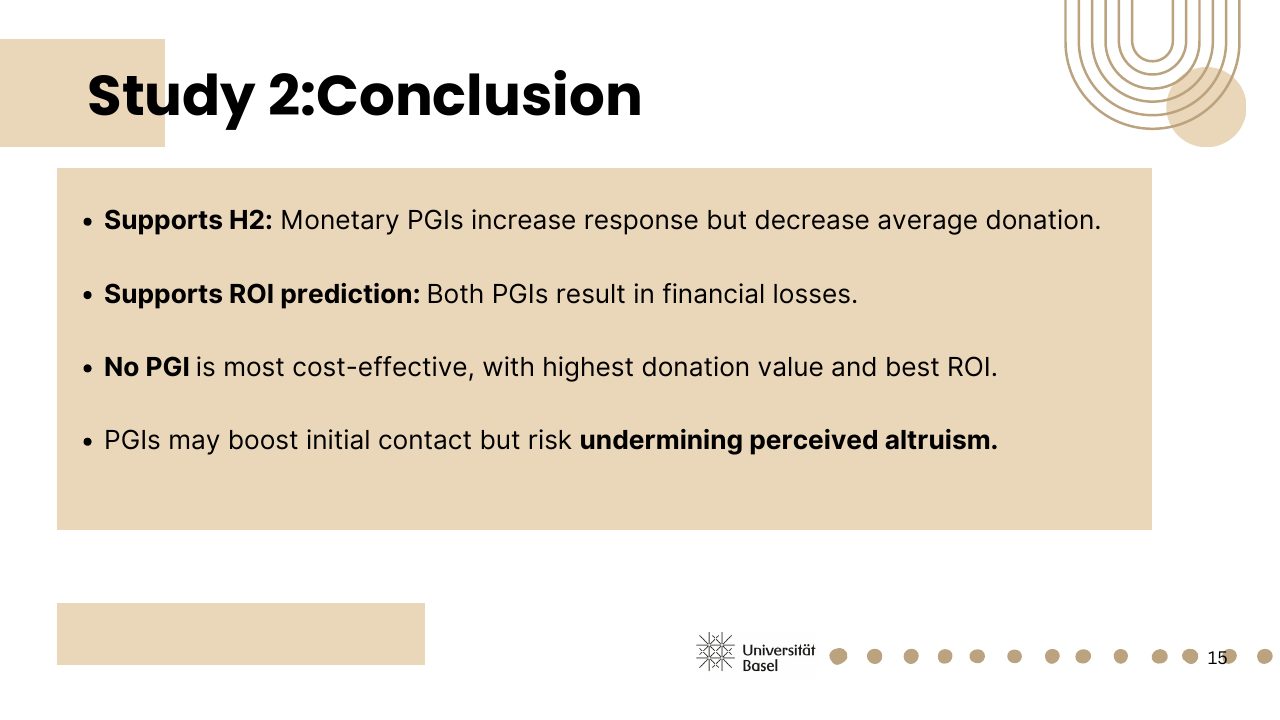 Study 2:Conclusion
• Supports H2: Monetary PGIs increase response but decrease average donation.
• Supports ROI prediction: Both PGIs result in financial losses.
• No PGI is most cost-effective, with highest donation value and best ROI.
• PGIs may boost initial contact but risk undermining perceived altruism.
Universität
Basel
15